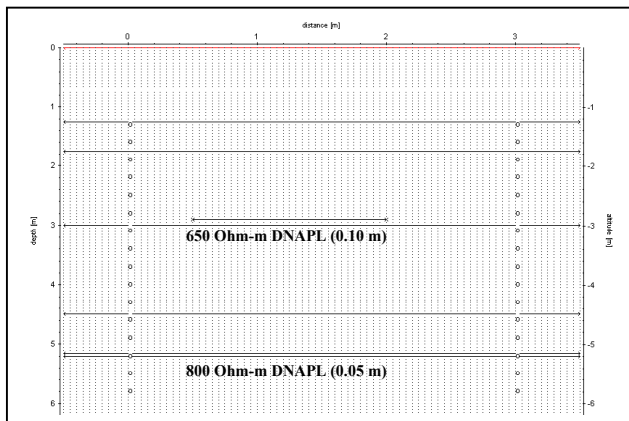 distance [m]
0 1 2 3
0
1
2
3
4
5
6
depth [m]
-1
-2
-3
-4
-5
-6
altitude [m]
650 Ohm-m DNAPL (0.10 m)
800 Ohm-m DNAPL (0.05 m)